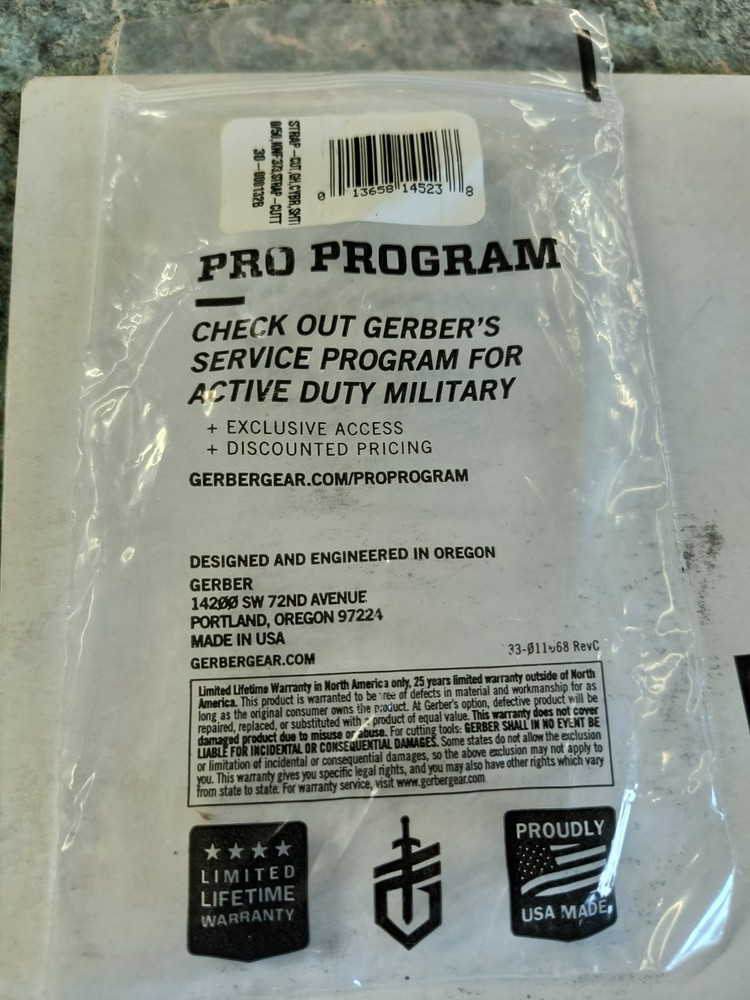 STRAP-CUT,GH,CYBR,SHT1
30-000132B
0 13658 14523 8
PRO PROGRAM
CHECK OUT GERBER'S
SERVICE PROGRAM FOR
ACTIVE DUTY MILITARY
+ EXCLUSIVE ACCESS
+ DISCOUNTED PRICING
GERBERGEAR.COM/PROPROGRAM
DESIGNED AND ENGINEERED IN OREGON
GERBER
14200 SW 72ND AVENUE
PORTLAND, OREGON 97224
MADE IN USA
GERBERGEAR.COM
RevC
Limited Lifetime Warranty in North America only, 25 years limited warranty outside of North
America. This product is warranted to be free of defects in material and workmanship for as
long as the original consumer owns the product. At Gerber's option, defective product will be
repaired, replaced, or substituted with a product of equal value. This warranty does not cover
damaged product due to misuse or abuse. For cutting tools: GERBER SHALL IN NO EVENT BE
LIABLE FOR INCIDENTAL OR CONSEQUENTIAL DAMAGES. Some states do not allow the exclusion
or limitation of incidental or consequential damages, so the above exclusion may not apply to
you. This warranty gives you specific legal rights, and you may also have other rights which vary
from state to state. For warranty service, visit www.gerbergear.com
LIMITED
LIFETIME
WARRANTY
PROUDLY
USA MADE